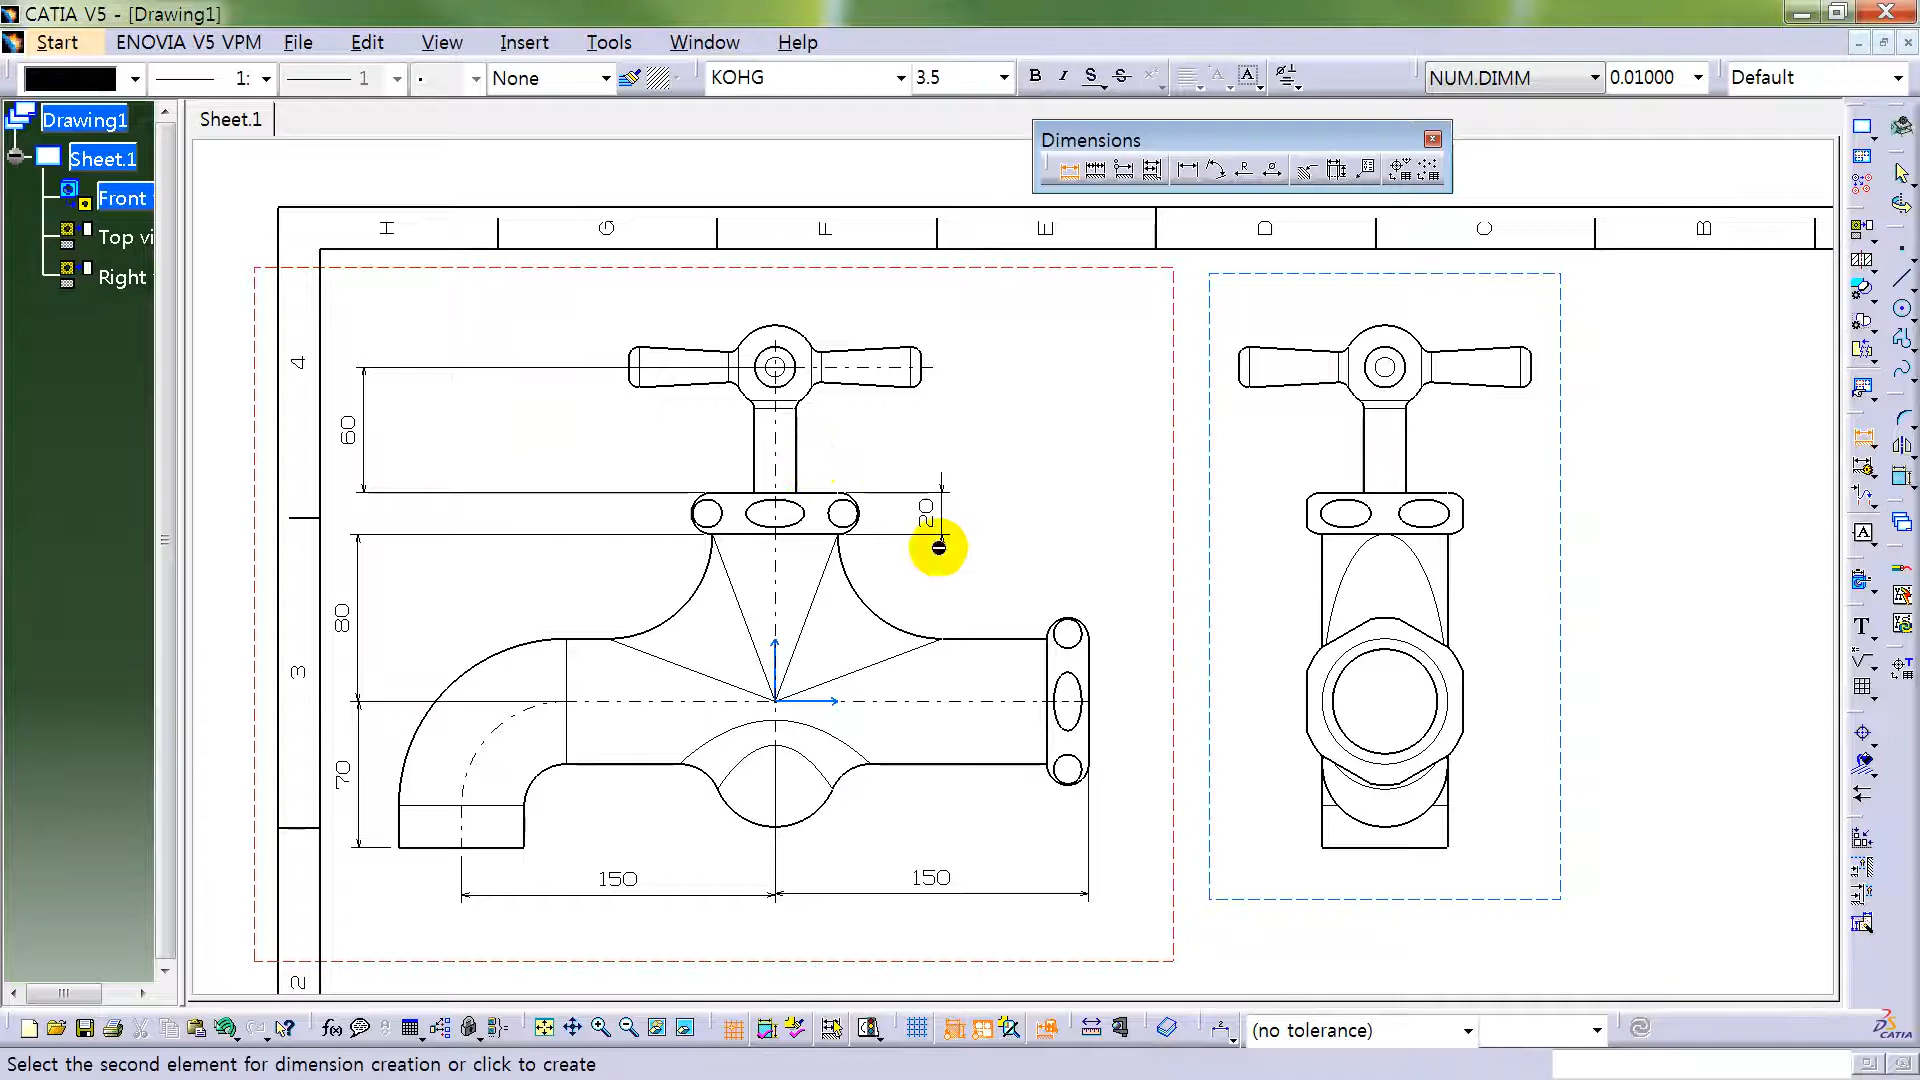 CATIA V5 - [Drawing1]
Start ENOVIA V5 VPM File Edit View Insert Tools Window Help
1: 1 None KOHG 3.5 B I S S NUM.DIMM 0.01000 Default
Drawing1
Sheet.1
Front
Top vi
Right
Sheet.1
Dimensions
H G F E D C B
4
3
2
60
20
80
70
150 150
f(x)
(no tolerance)
CATIA
Select the second element for dimension creation or click to create